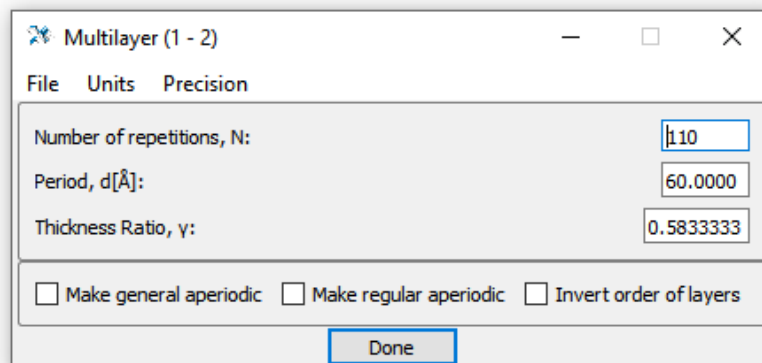 Multilayer (1 - 2)
File Units Precision
Number of repetitions, N: 110
Period, d[Å]: 60.0000
Thickness Ratio, γ: 0.5833333
Make general aperiodic Make regular aperiodic Invert order of layers
Done